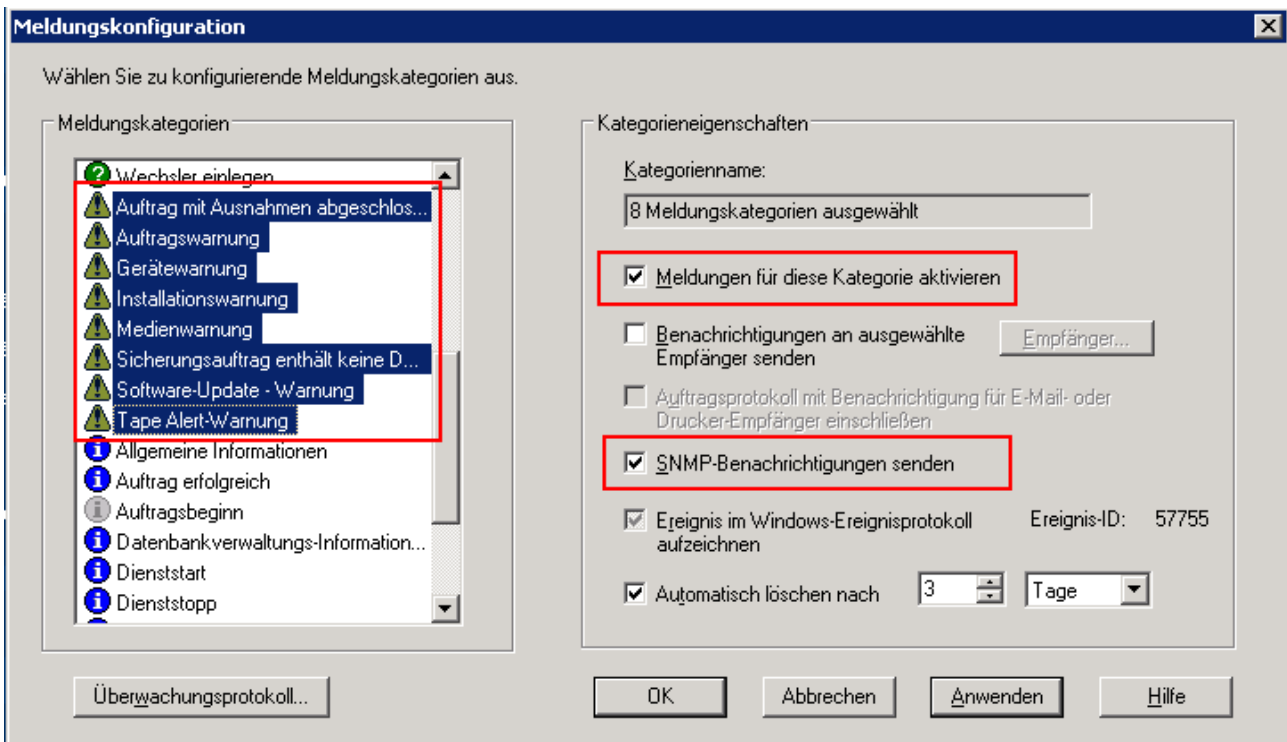 Meldungskonfiguration
Wählen Sie zu konfigurierende Meldungskategorien aus.
Meldungskategorien
Wechsler einlegen
Auftrag mit Ausnahmen abgeschlos...
Auftragswarnung
Gerätewarnung
Installationswarnung
Medienwarnung
Sicherungsauftrag enthält keine D...
Software-Update - Warnung
Tape Alert-Warnung
Allgemeine Informationen
Auftrag erfolgreich
Auftragsbeginn
Datenbankverwaltungs-Information...
Dienststart
Dienststopp
Überwachungsprotokoll...
Kategorieneigenschaften
Kategorienname:
8 Meldungskategorien ausgewählt
Meldungen für diese Kategorie aktivieren
Benachrichtigungen an ausgewählte
Empfänger senden
Empfänger...
Auftragsprotokoll mit Benachrichtigung für E-Mail- oder
Drucker-Empfänger einschließen
SNMP-Benachrichtigungen senden
Ereignis im Windows-Ereignisprotokoll
aufzeichnen
Ereignis-ID: 57755
Automatisch löschen nach 3 Tage
OK Abbrechen Anwenden Hilfe